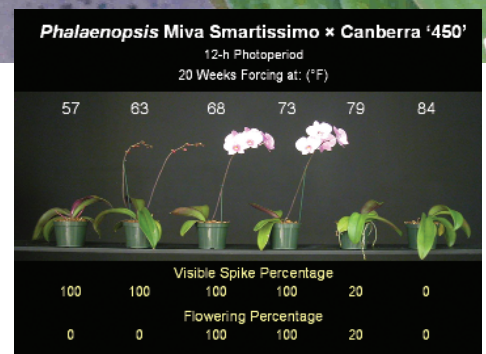 Phalaenopsis Miva Smartissimo × Canberra ‘450’
12-h Photoperiod
20 Weeks Forcing at: (°F)
57 63 68 73 79 84
Visible Spike Percentage
100 100 100 100 20 0
Flowering Percentage
0 0 100 100 20 0